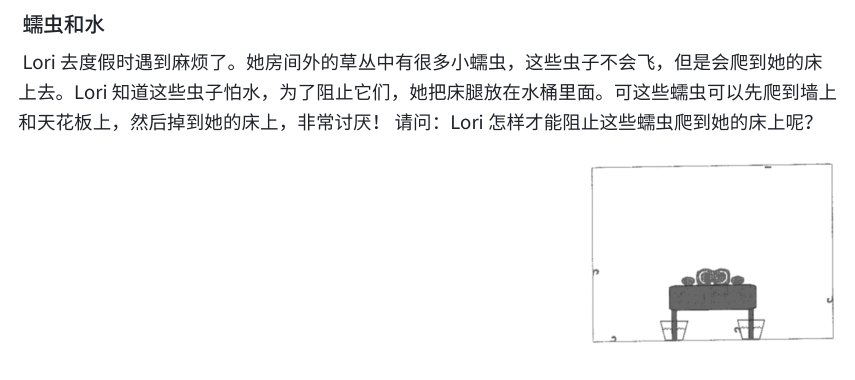 蠕虫和水
Lori 去度假时遇到麻烦了。她房间外的草丛中有很多小蠕虫，这些虫子不会飞，但是会爬到她的床
上去。Lori 知道这些虫子怕水，为了阻止它们，她把床腿放在水桶里面。可这些蠕虫可以先爬到墙上
和天花板上，然后掉到她的床上，非常讨厌！ 请问：Lori 怎样才能阻止这些蠕虫爬到她的床上呢？